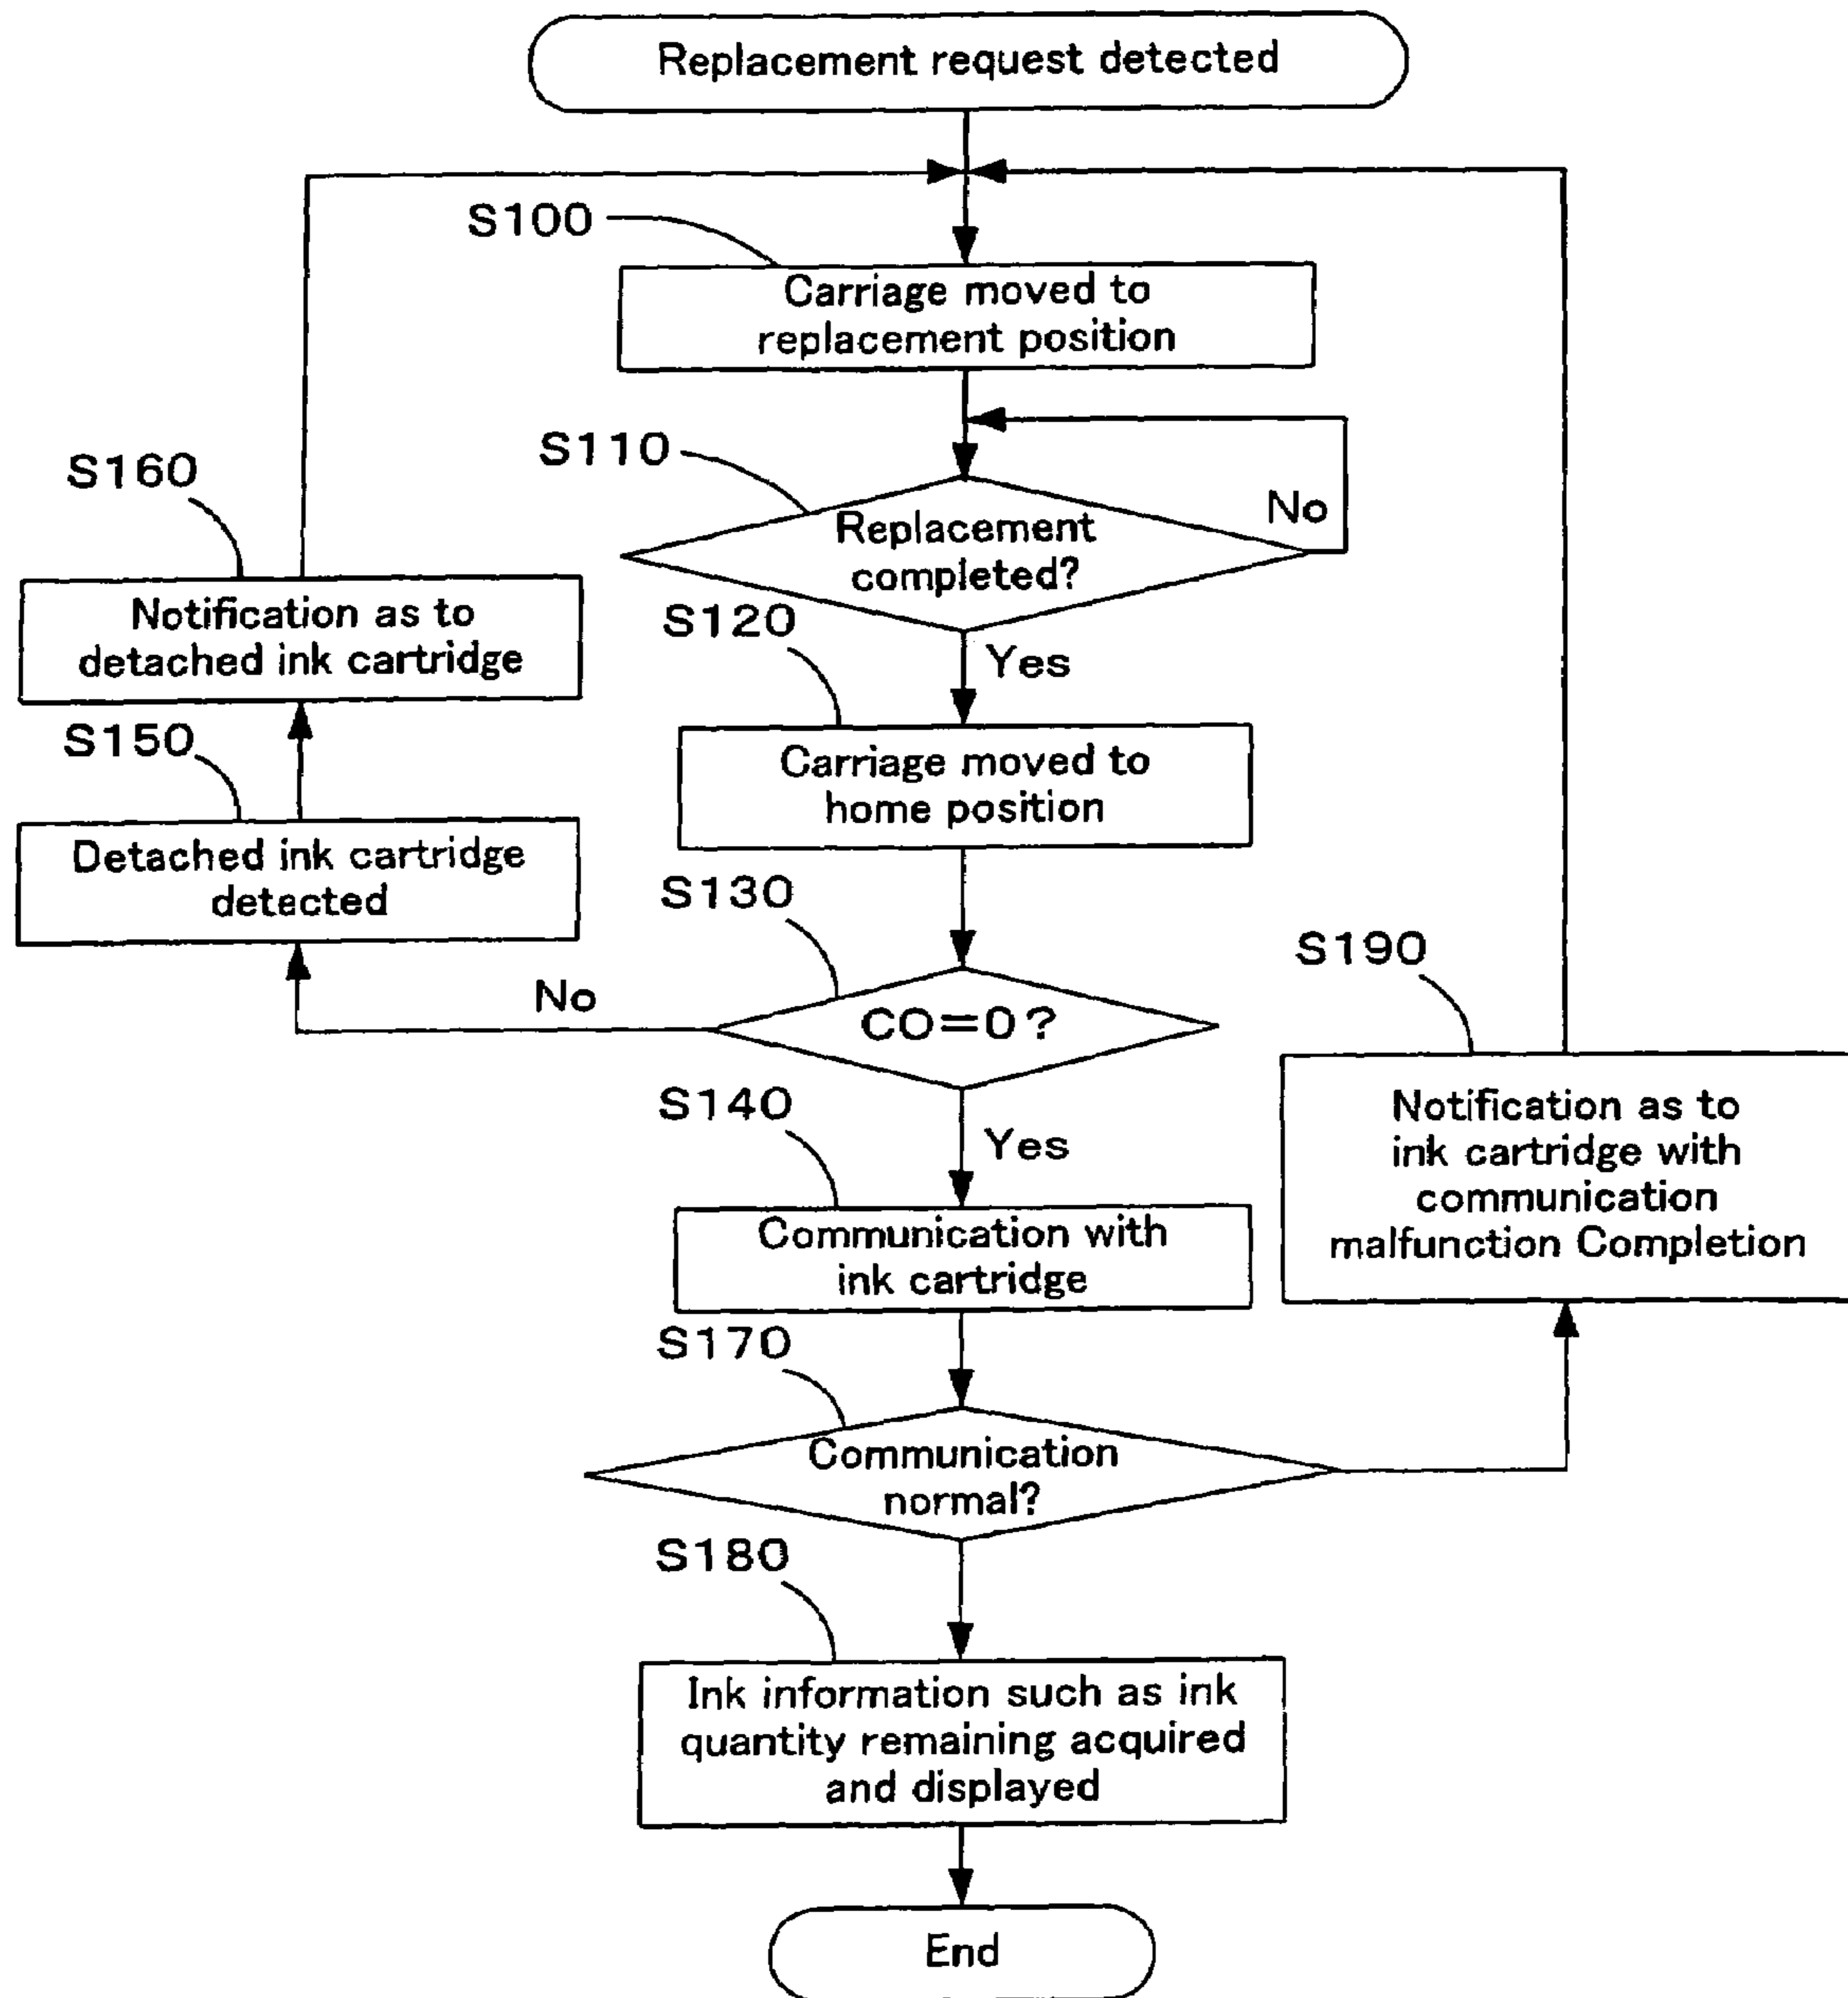 Replacement request detected
S100
Carriage moved to
replacement position
S110
No
Replacement
completed?
S160
Notification as to
detached ink cartridge
S120
Yes
S150
Carriage moved to
home position
Detached ink cartridge
detected
S130
S190
No
CO=0?
S140
Yes
Notification as to
ink cartridge with
communication
malfunction Completion
Communication with
ink cartridge
S170
Communication
normal?
S180
Ink information such as ink
quantity remaining acquired
and displayed
End